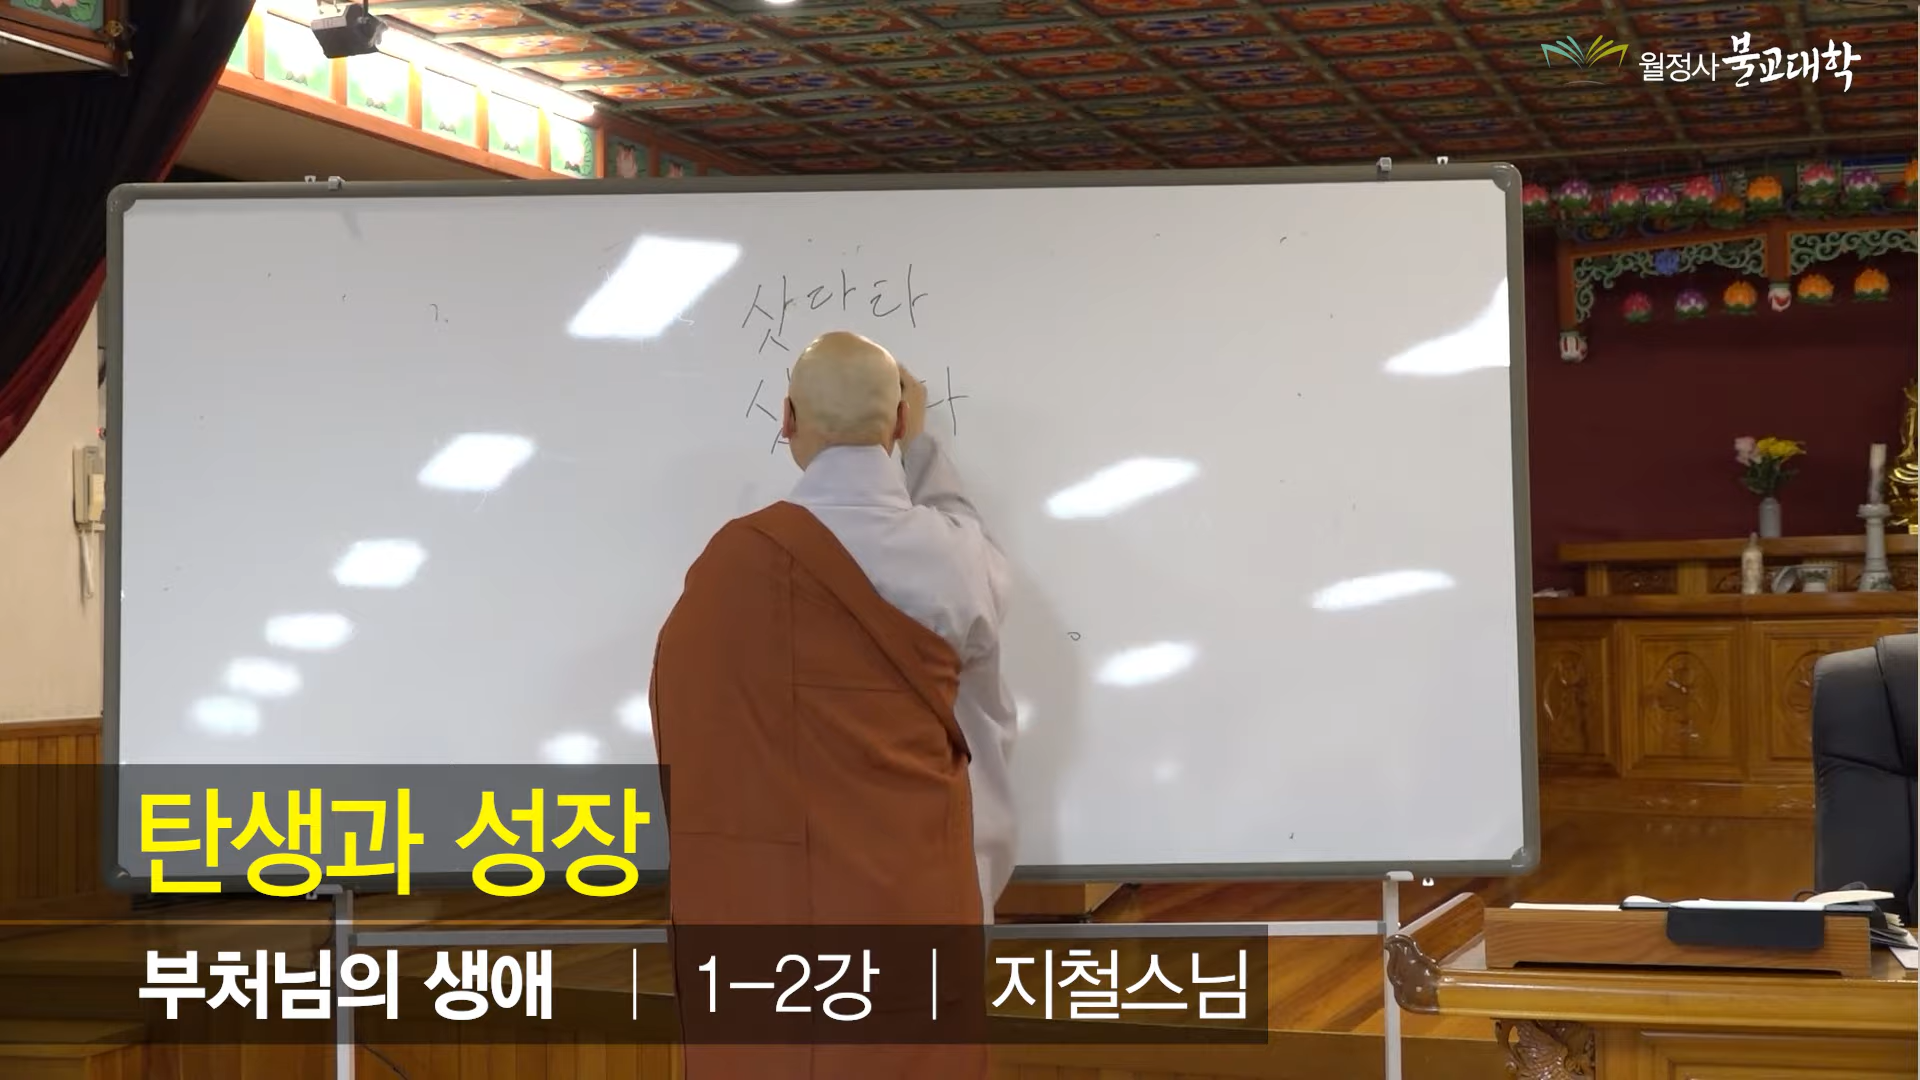 월정사 불교대학
샷다타
탄생과 성장
부처님의 생애 | 1-2강 | 지철스님